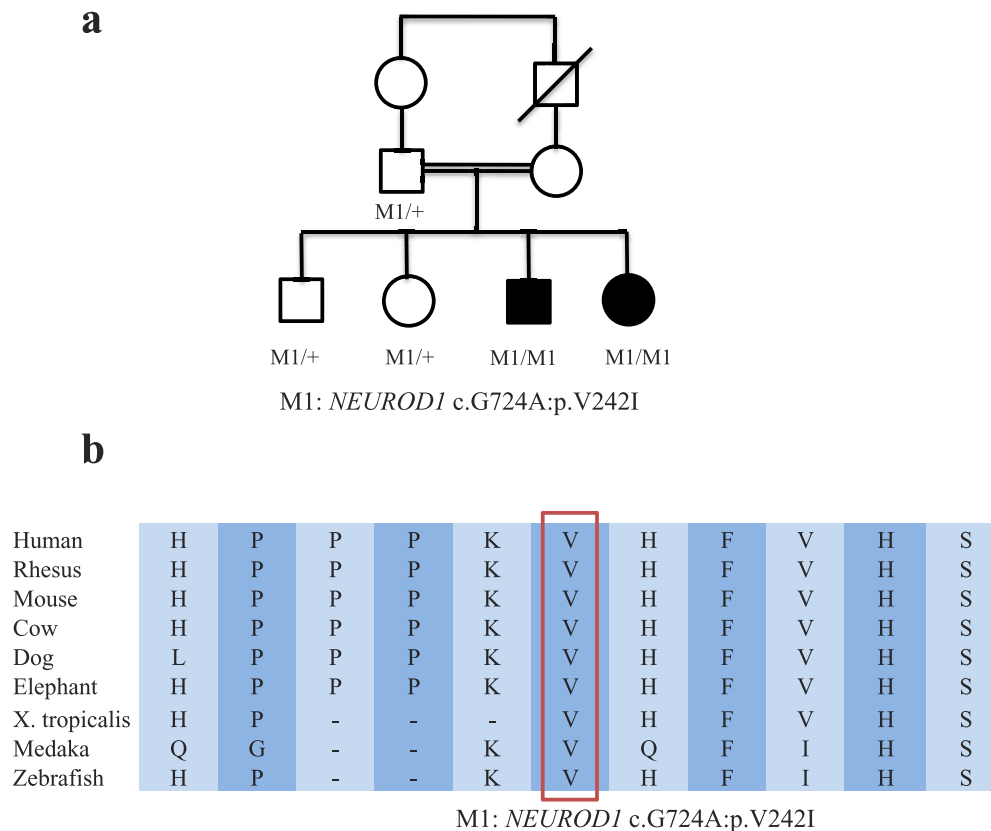 a
M1/+
M1/+ M1/+ M1/M1 M1/M1
M1: NEUROD1 c.G724A:p.V242I
b
Human H P P P K V H F V H S
Rhesus H P P P K V H F V H S
Mouse H P P P K V H F V H S
Cow H P P P K V H F V H S
Dog L P P P K V H F V H S
Elephant H P P P K V H F V H S
X. tropicalis H P - - - V H F V H S
Medaka Q G - - K V Q F I H S
Zebrafish H P - - K V H F I H S
M1: NEUROD1 c.G724A:p.V242I